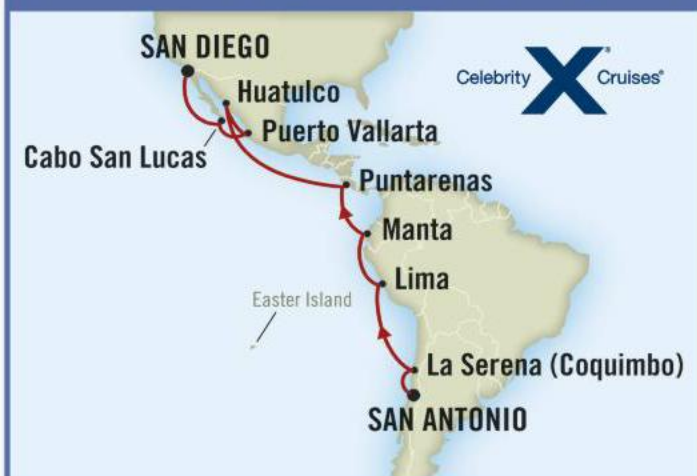 SAN DIEGO
Celebrity X® Cruises®
Huatulco
Puerto Vallarta
Cabo San Lucas
Puntarenas
Manta
Lima
Easter Island
La Serena (Coquimbo)
SAN ANTONIO